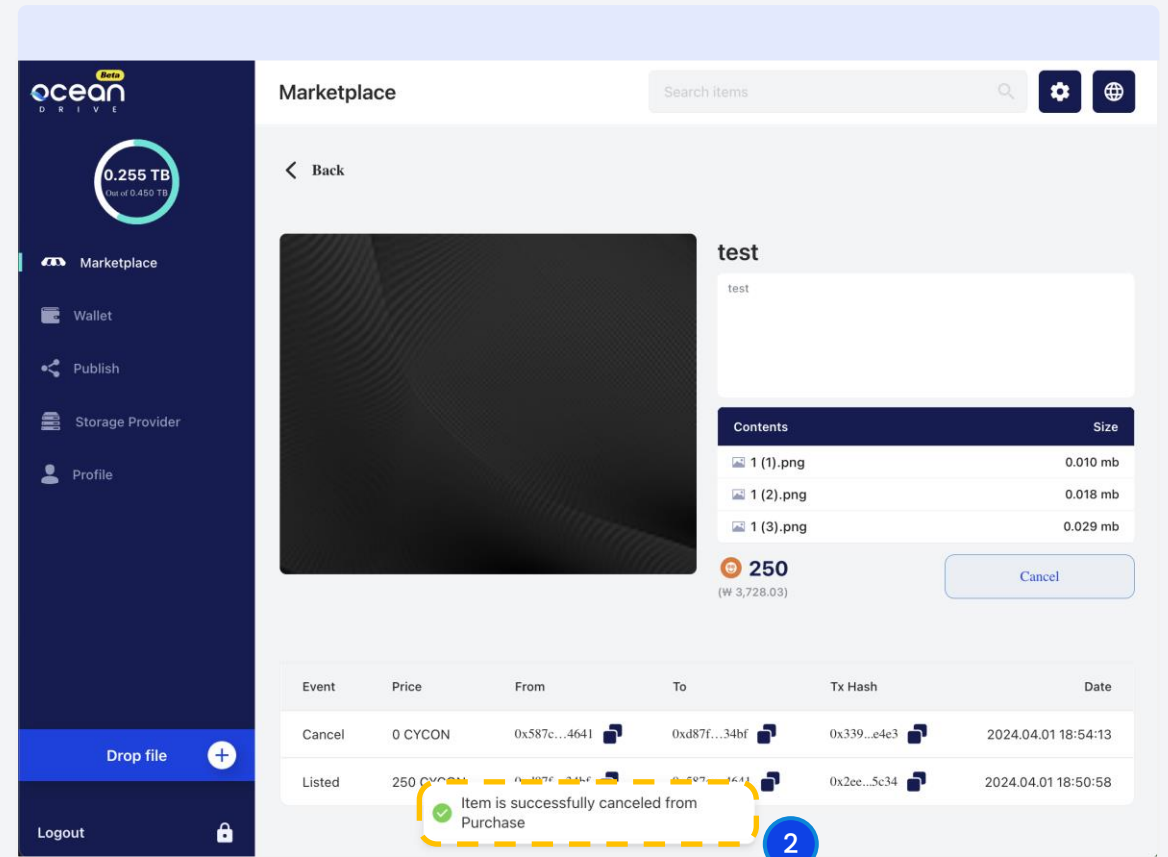 Beta
ocean
DRIVE
Marketplace
Search items
0.255 TB
Out of 0.450 TB
Back
Marketplace
Wallet
Publish
Storage Provider
Profile
test
test
Contents Size
1 (1).png 0.010 mb
1 (2).png 0.018 mb
1 (3).png 0.029 mb
250
(₩ 3,728.03)
Cancel
Event Price From To Tx Hash Date
Cancel 0 CYCON 0x587c…4641 0xd87f…34bf 0x339...e4e3 2024.04.01 18:54:13
Listed 250 CYCON 0x2ee...5c34 2024.04.01 18:50:58
Item is successfully canceled from
Purchase
2
Drop file
Logout